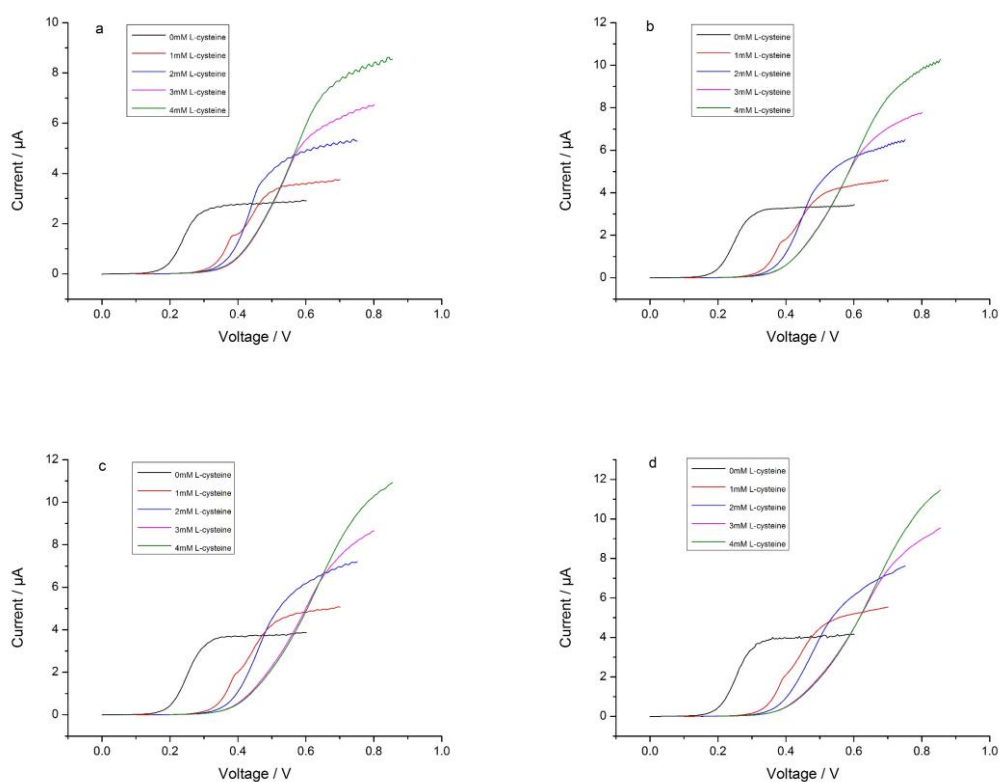 a
0mM L-cysteine
1mM L-cysteine
2mM L-cysteine
3mM L-cysteine
4mM L-cysteine
10
8
6
4
2
0
Current / µA
0.0 0.2 0.4 0.6 0.8 1.0
Voltage / V
b
0mM L-cysteine
1mM L-cysteine
2mM L-cysteine
3mM L-cysteine
4mM L-cysteine
12
10
8
6
4
2
0
Current / µA
0.0 0.2 0.4 0.6 0.8 1.0
Voltage / V
c
0mM L-cysteine
1mM L-cysteine
2mM L-cysteine
3mM L-cysteine
4mM L-cysteine
12
10
8
6
4
2
0
Current / µA
0.0 0.2 0.4 0.6 0.8 1.0
Voltage / V
d
0mM L-cysteine
1mM L-cysteine
2mM L-cysteine
3mM L-cysteine
4mM L-cysteine
12
10
8
6
4
2
0
Current / µA
0.0 0.2 0.4 0.6 0.8 1.0
Voltage / V